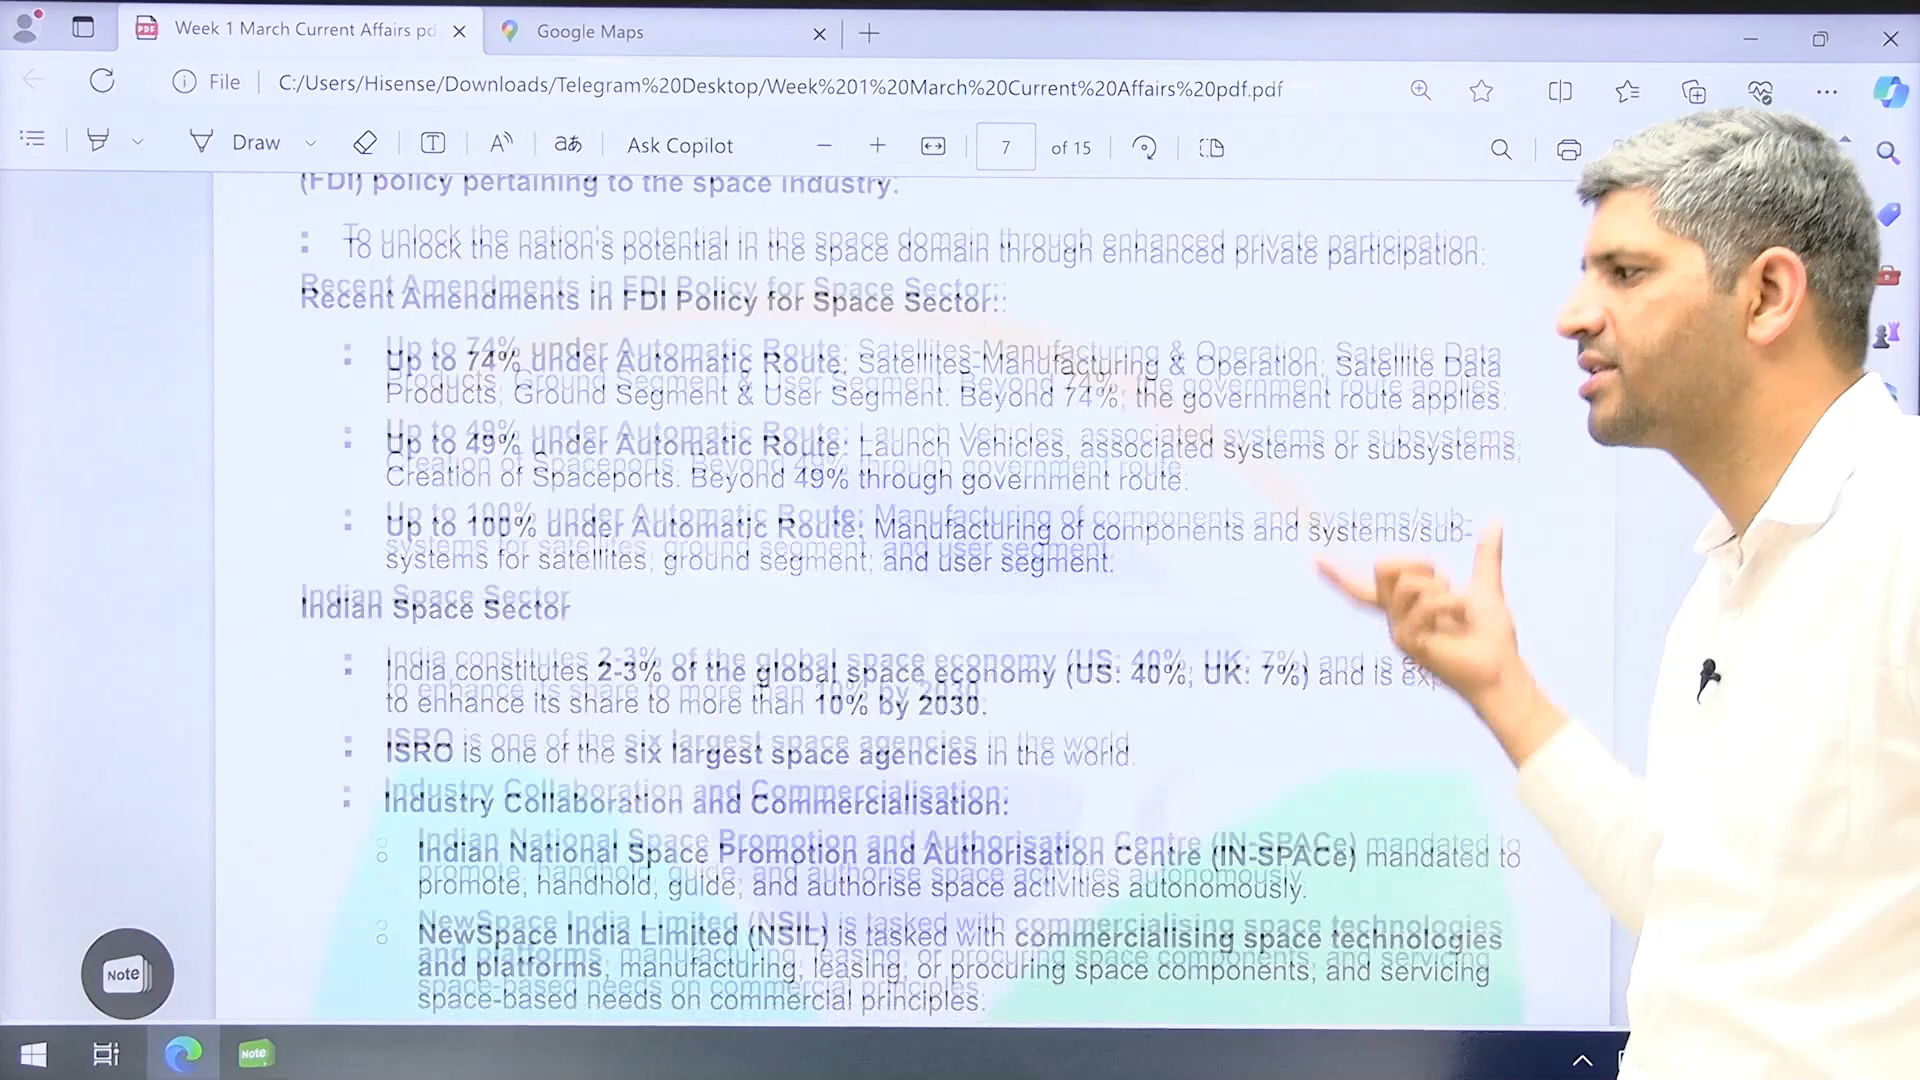 Week 1 March Current Affairs pd
Google Maps
File
C:/Users/Hisense/Downloads/Telegram%20Desktop/Week%201%20March%20Current%20Affairs%20pdf.pdf
Draw
Ask Copilot
7 of 15
(FDI) policy pertaining to the space industry.
To unlock the nation's potential in the space domain through enhanced private participation.
Recent Amendments in FDI Policy for Space Sector:
Up to 74% under Automatic Route: Satellites-Manufacturing & Operation, Satellite Data
Products, Ground Segment & User Segment. Beyond 74%, the government route applies.
Up to 49% under Automatic Route: Launch Vehicles, associated systems or subsystems,
Creation of Spaceports. Beyond 49% through government route.
Up to 100% under Automatic Route: Manufacturing of components and systems/sub-
systems for satellites, ground segment, and user segment.
Indian Space Sector
India constitutes 2-3% of the global space economy (US: 40%, UK: 7%) and is
to enhance its share to more than 10% by 2030.
ISRO is one of the six largest space agencies in the world.
Industry Collaboration and Commercialisation:
Indian National Space Promotion and Authorisation Centre (IN-SPACe) mandated to
promote, handhold, guide, and authorise space activities autonomously.
NewSpace India Limited (NSIL) is tasked with commercialising space technologies
and platforms, manufacturing, leasing, or procuring space components, and servicing
space-based needs on commercial principles.
Note
Note